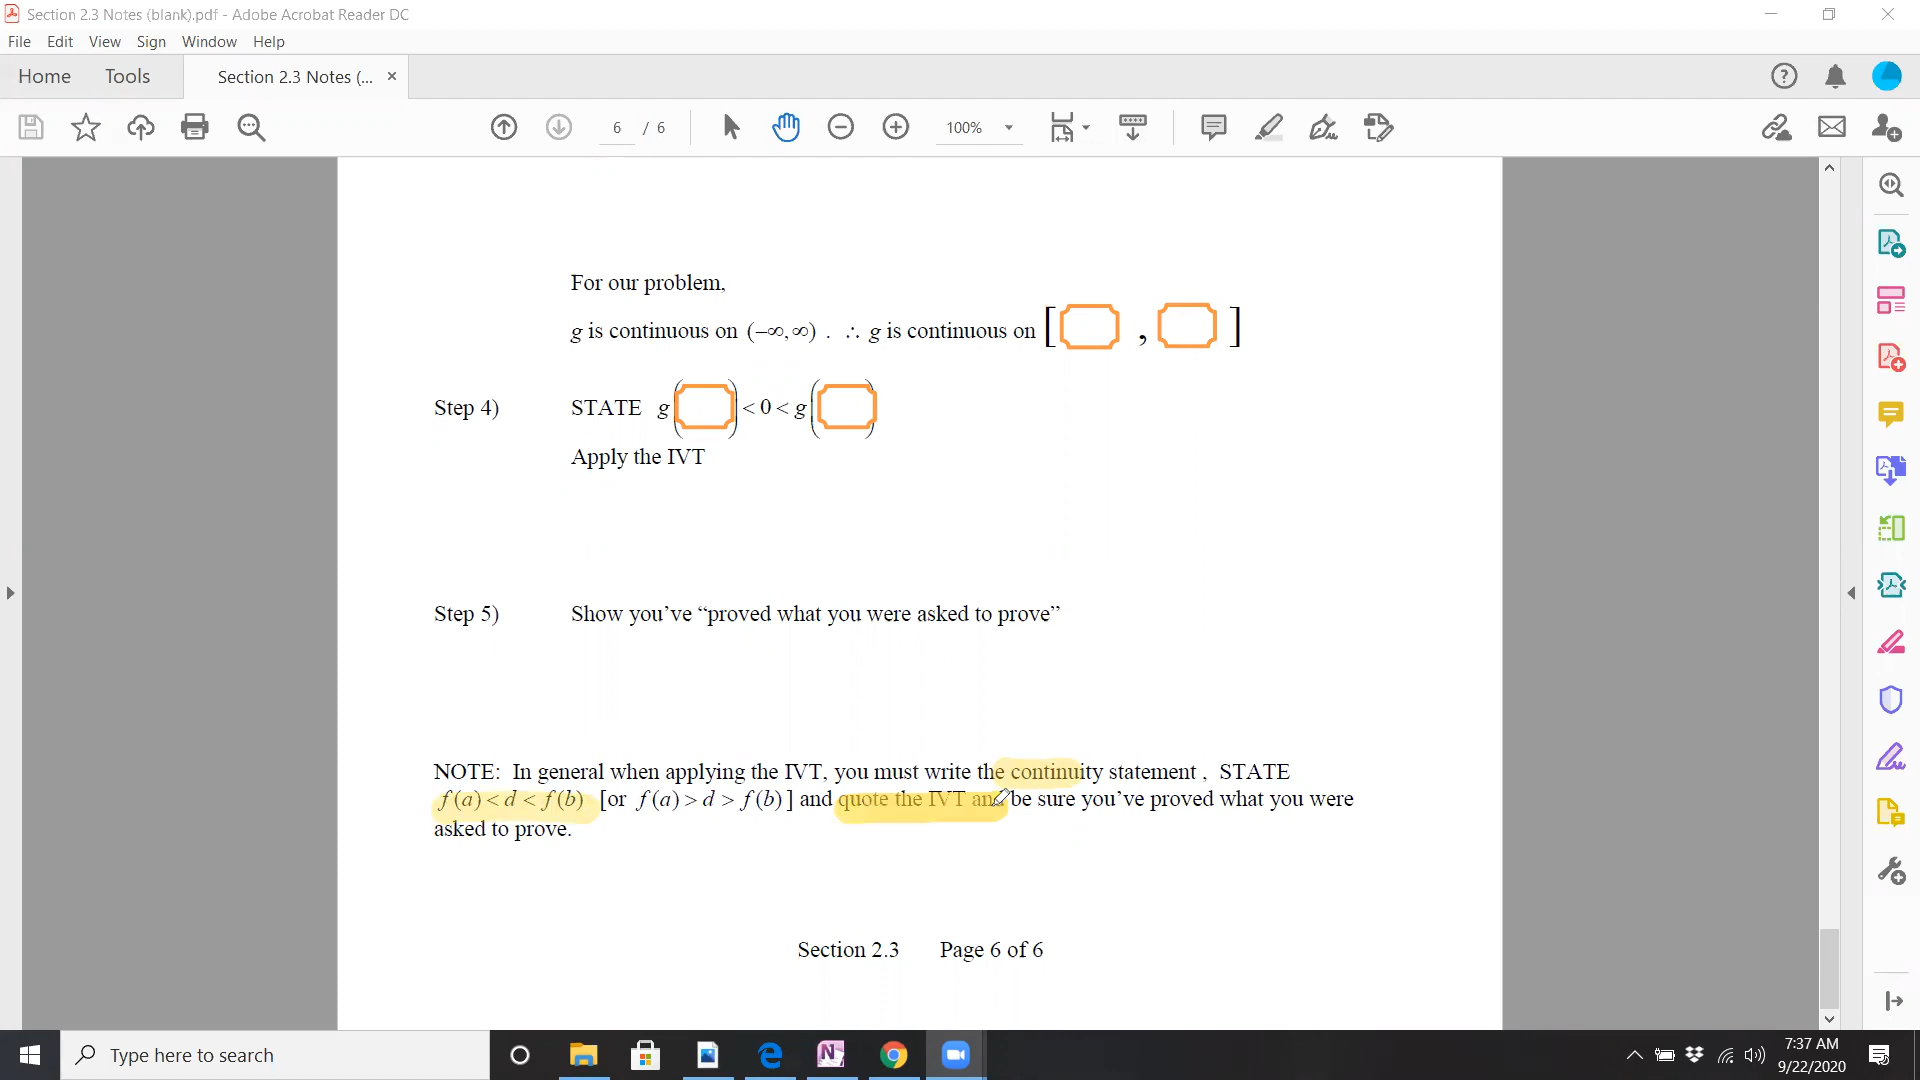 Section 2.3 Notes (blank).pdf - Adobe Acrobat Reader DC
File Edit View Sign Window Help
Home Tools Section 2.3 Notes (... ×
6 / 6 100%
For our problem,
g is continuous on (−∞,∞) . ∴ g is continuous on [ , ]
Step 4) STATE g( ) < 0 < g( )
Apply the IVT
Step 5) Show you’ve “proved what you were asked to prove”
NOTE: In general when applying the IVT, you must write the continuity statement , STATE
f(a) < d < f(b) [or f(a) > d > f(b)] and quote the IVT and be sure you’ve proved what you were
asked to prove.
Section 2.3 Page 6 of 6
Type here to search
7:37 AM
9/22/2020